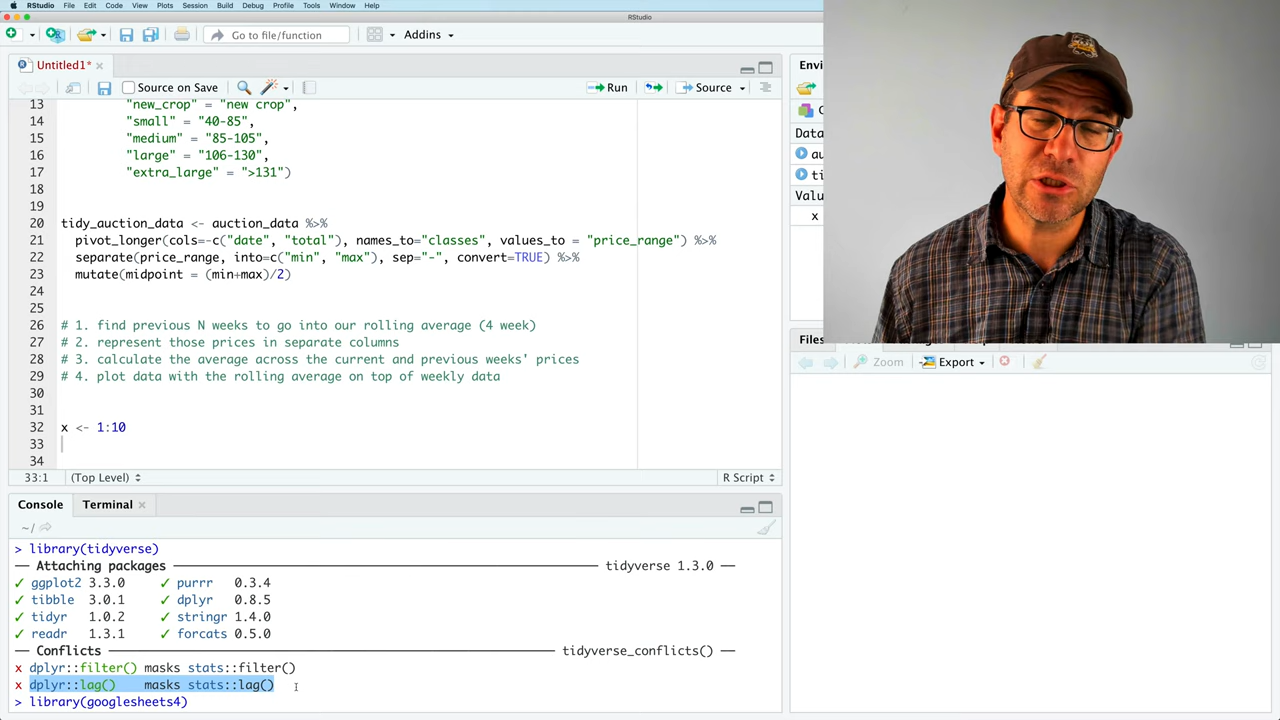 RStudio File Edit Code View Plots Session Build Debug Profile Tools Window Help
RStudio
Go to file/function
Addins
Untitled1*
Source on Save
Run
Source
13 "new_crop" = "new crop",
14 "small" = "40-85",
15 "medium" = "85-105",
16 "large" = "106-130",
17 "extra_large" = ">131")
18
19
20 tidy_auction_data <- auction_data %>%
21 pivot_longer(cols=-c("date", "total"), names_to="classes", values_to = "price_range") %>%
22 separate(price_range, into=c("min", "max"), sep="-", convert=TRUE) %>%
23 mutate(midpoint = (min+max)/2)
24
25
26 # 1. find previous N weeks to go into our rolling average (4 week)
27 # 2. represent those prices in separate columns
28 # 3. calculate the average across the current and previous weeks' prices
29 # 4. plot data with the rolling average on top of weekly data
30
31
32 x <- 1:10
33
34
33:1 (Top Level) R Script
Console Terminal
~/
> library(tidyverse)
— Attaching packages — tidyverse 1.3.0 —
✓ ggplot2 3.3.0 ✓ purrr 0.3.4
✓ tibble 3.0.1 ✓ dplyr 0.8.5
✓ tidyr 1.0.2 ✓ stringr 1.4.0
✓ readr 1.3.1 ✓ forcats 0.5.0
— Conflicts — tidyverse_conflicts() —
x dplyr::filter() masks stats::filter()
x dplyr::lag() masks stats::lag()
> library(googlesheets4)
Envi
Data
au
ti
Valu
x
Files
Zoom Export